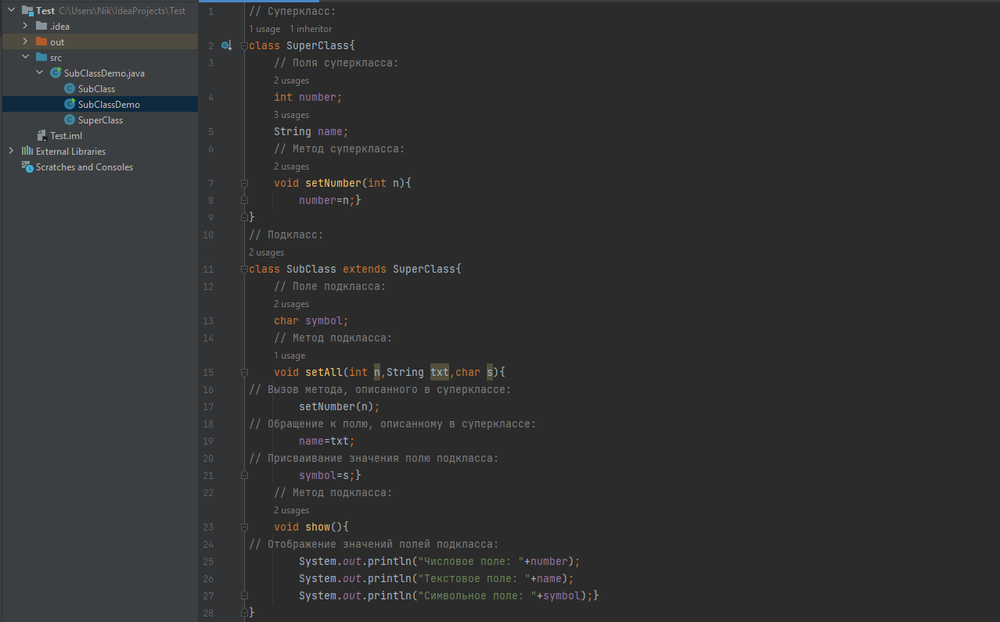 Test C:\Users\Nik\IdeaProjects\Test
.idea
out
src
SubClassDemo.java
SubClass
SubClassDemo
SuperClass
Test.iml
External Libraries
Scratches and Consoles
1 // Суперкласс:
1 usage 1 inheritor
2 class SuperClass{
3 // Поля суперкласса:
2 usages
4 int number;
3 usages
5 String name;
6 // Метод суперкласса:
2 usages
7 void setNumber(int n){
8 number=n;}
9 }
10 // Подкласс:
2 usages
11 class SubClass extends SuperClass{
12 // Поле подкласса:
2 usages
13 char symbol;
14 // Метод подкласса:
1 usage
15 void setAll(int n,String txt,char s){
16 // Вызов метода, описанного в суперклассе:
17 setNumber(n);
18 // Обращение к полю, описанному в суперклассе:
19 name=txt;
20 // Присваивание значения полю подкласса:
21 symbol=s;}
22 // Метод подкласса:
2 usages
23 void show(){
24 // Отображение значений полей подкласса:
25 System.out.println("Числовое поле: "+number);
26 System.out.println("Текстовое поле: "+name);
27 System.out.println("Символьное поле: "+symbol);}
28 }